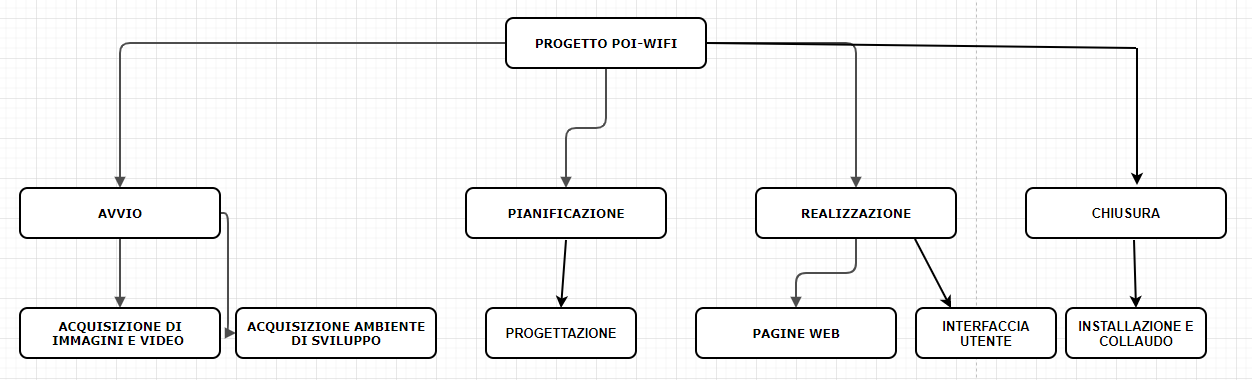 PROGETTO POI-WIFI
AVVIO
PIANIFICAZIONE
REALIZZAZIONE
CHIUSURA
ACQUISIZIONE DI
IMMAGINI E VIDEO
ACQUISIZIONE AMBIENTE
DI SVILUPPO
PROGETTAZIONE
PAGINE WEB
INTERFACCIA
UTENTE
INSTALLAZIONE E
COLLAUDO